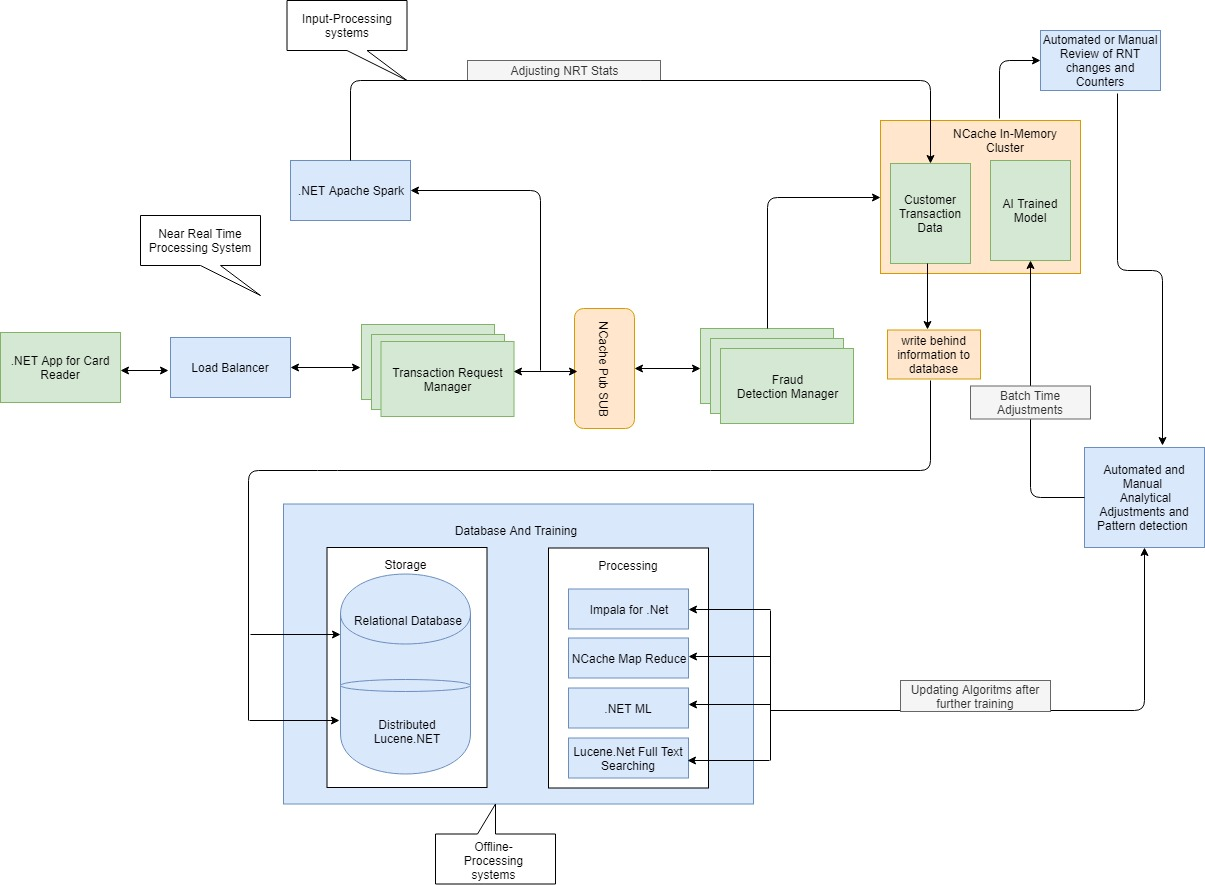 Input-Processing
systems
Adjusting NRT Stats
Automated or Manual
Review of RNT
changes and
Counters
NCache In-Memory
Cluster
.NET Apache Spark
Customer
Transaction
Data
AI Trained
Model
Near Real Time
Processing System
.NET App for Card
Reader
Load Balancer
Transaction Request
Manager
NCache Pub SUB
Fraud
Detection Manager
write behind
information to
database
Batch Time
Adjustments
Automated and
Manual
Analytical
Adjustments and
Pattern detection
Database And Training
Storage
Relational Database
Distributed
Lucene.NET
Processing
Impala for .Net
NCache Map Reduce
.NET ML
Lucene.Net Full Text
Searching
Updating Algoritms after
further training
Offline-
Processing
systems